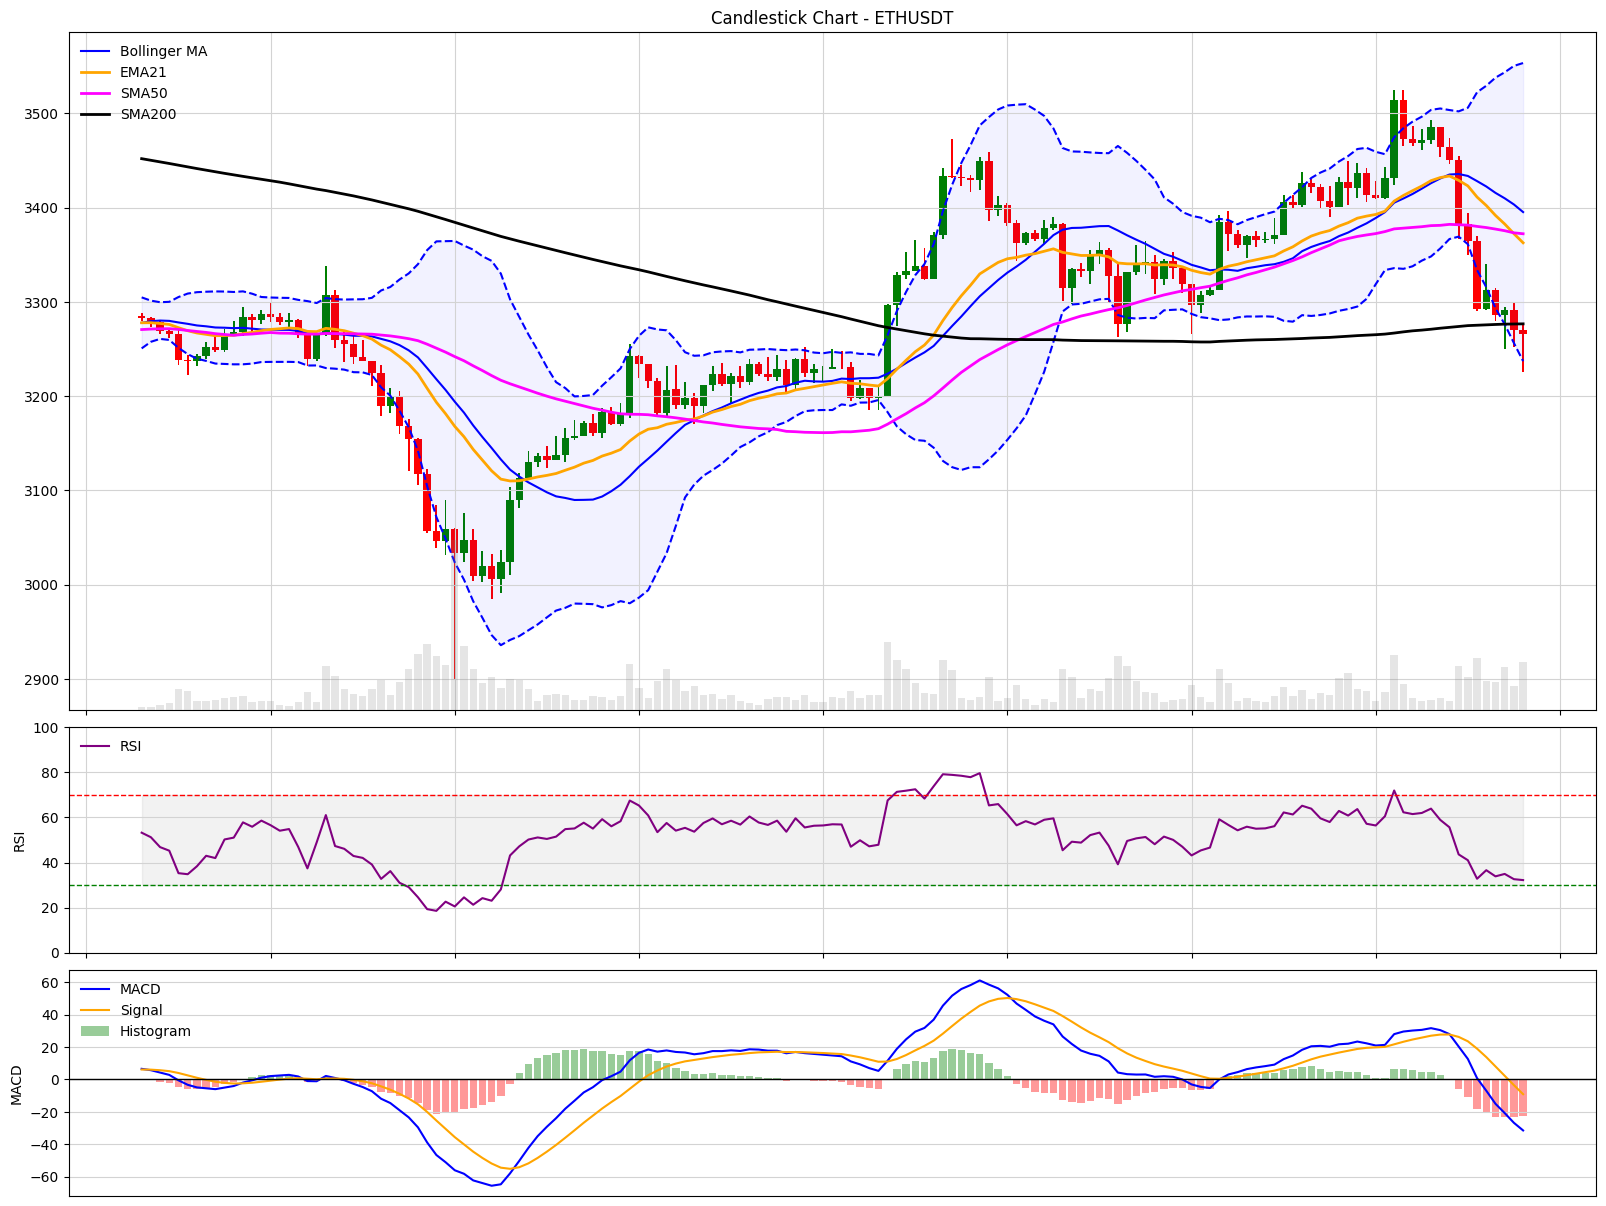 Candlestick Chart - ETHUSDT
Bollinger MA
EMA21
SMA50
SMA200
3500
3400
3300
3200
3100
3000
2900
100
80
60
40
20
0
RSI
RSI
60
40
20
0
−20
−40
−60
MACD
MACD
Signal
Histogram